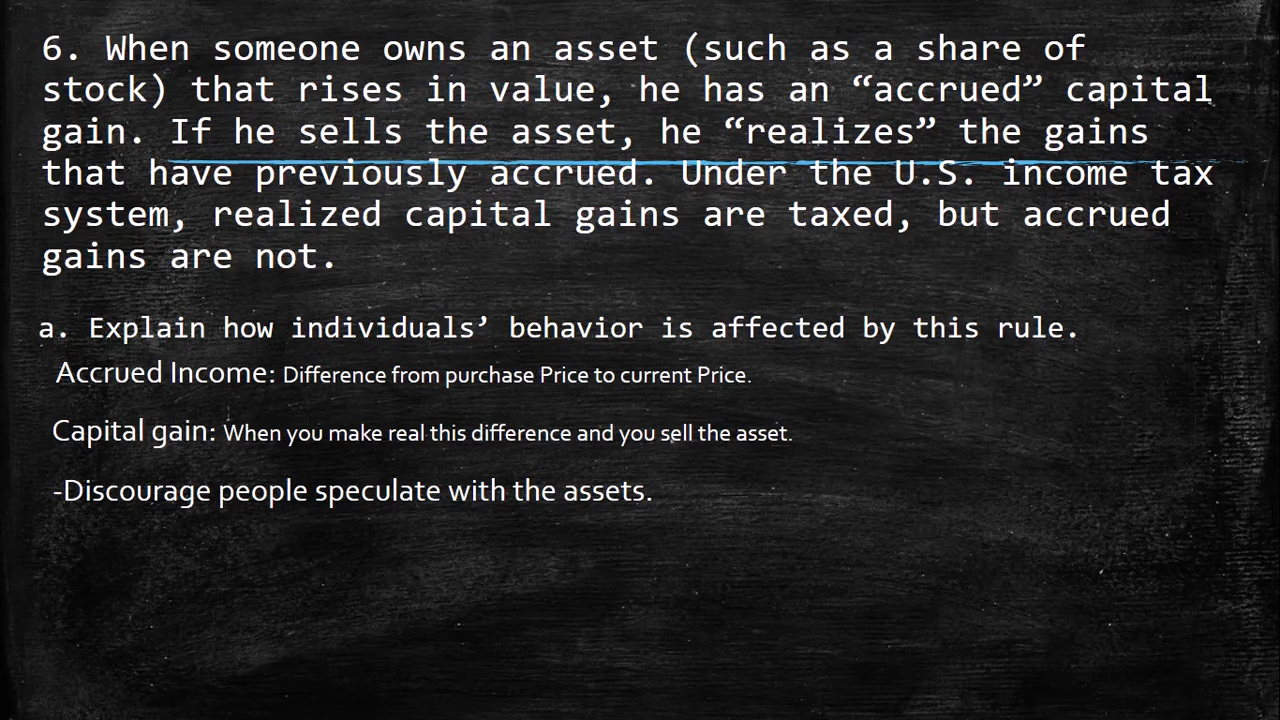 6. When someone owns an asset (such as a share of
stock) that rises in value, he has an “accrued” capital
gain. If he sells the asset, he “realizes” the gains
that have previously accrued. Under the U.S. income tax
system, realized capital gains are taxed, but accrued
gains are not.
a. Explain how individuals’ behavior is affected by this rule.
Accrued Income: Difference from purchase Price to current Price.
Capital gain: When you make real this difference and you sell the asset.
-Discourage people speculate with the assets.